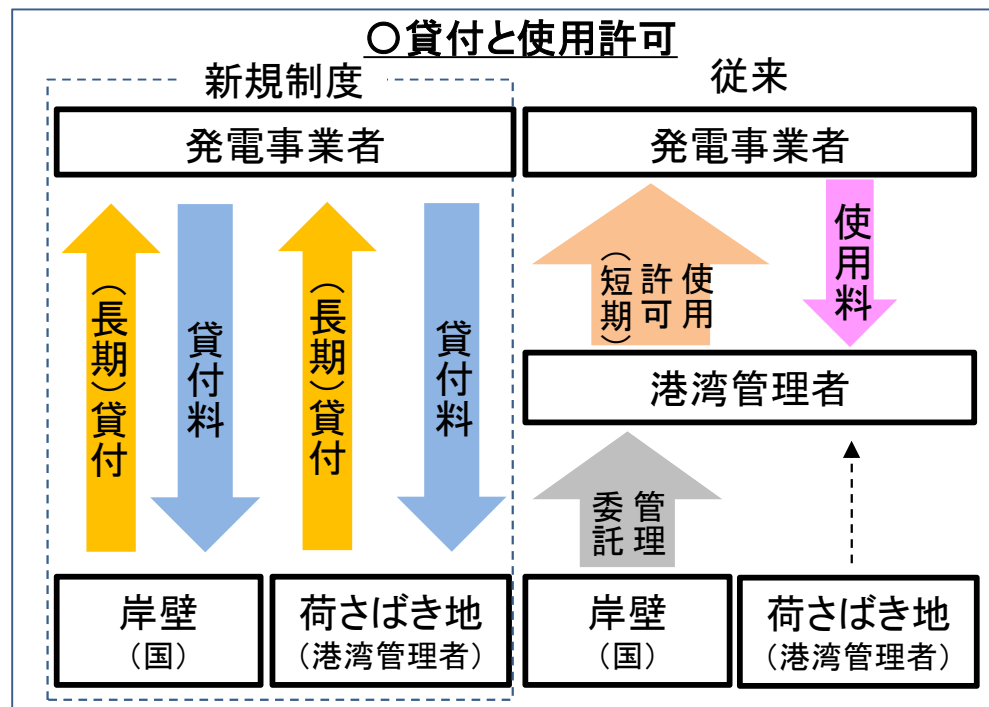 〇貸付と使用許可
新規制度
発電事業者
(長期)貸付
貸付料
(長期)貸付
貸付料
岸壁
(国)
荷さばき地
(港湾管理者)
従来
発電事業者
使用
許可
(短期)
使用料
港湾管理者
管理
委託
岸壁
(国)
荷さばき地
(港湾管理者)